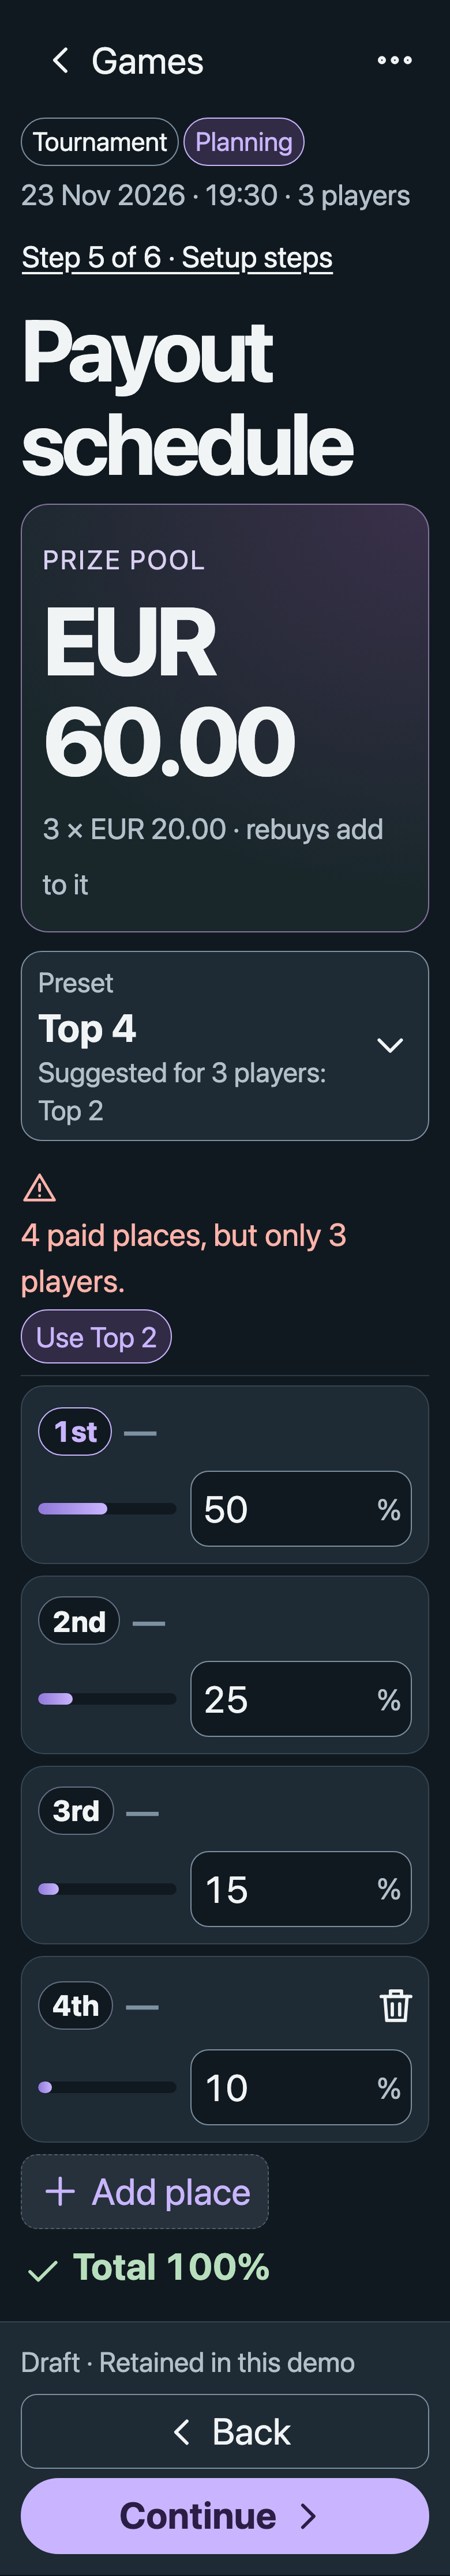 Games
Tournament Planning
23 Nov 2026 · 19:30 · 3 players
Step 5 of 6 · Setup steps
Payout
schedule
PRIZE POOL
EUR
60.00
3 × EUR 20.00 · rebuys add
to it
Preset
Top 4
Suggested for 3 players:
Top 2
4 paid places, but only 3
players.
Use Top 2
1st —
50 %
2nd —
25 %
3rd —
15 %
4th —
10 %
Add place
Total 100%
Draft · Retained in this demo
Back
Continue